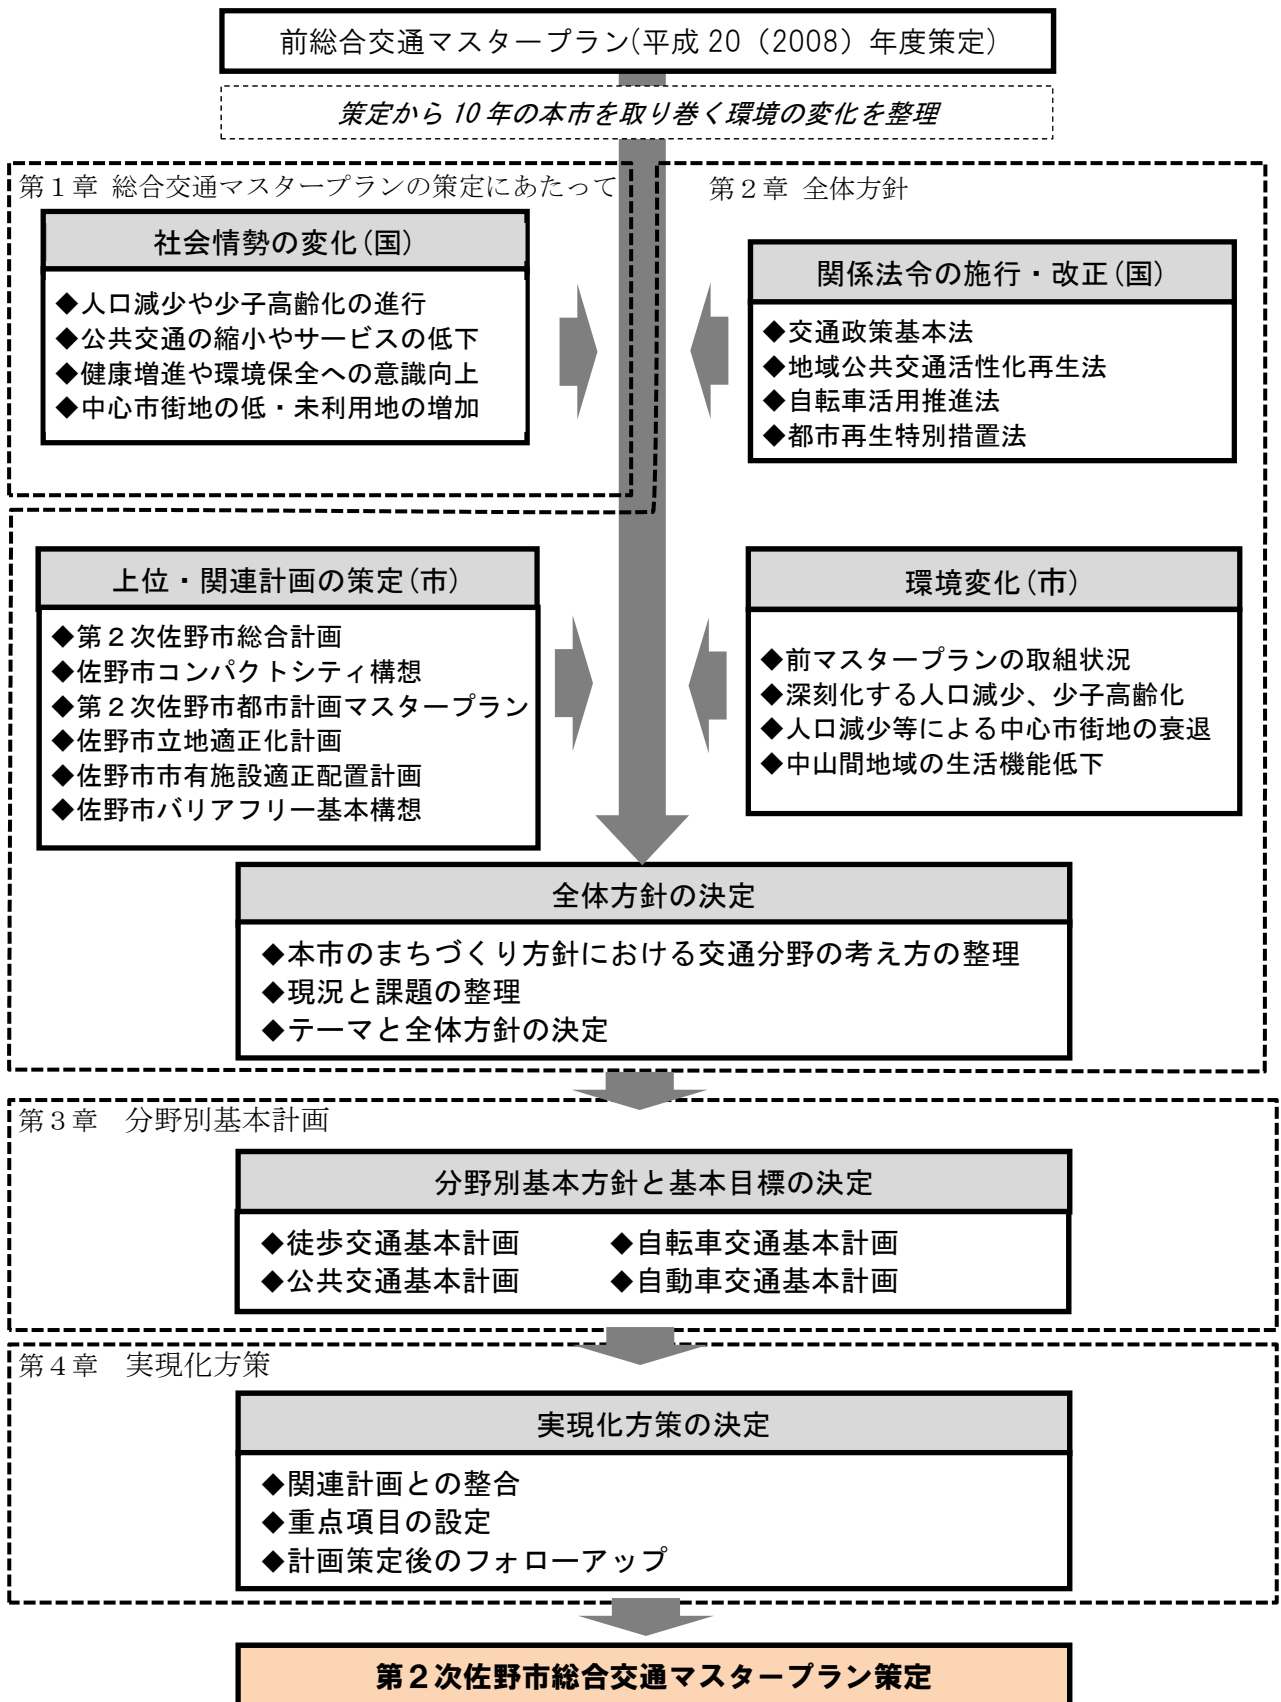 前総合交通マスタープラン(平成 20（2008）年度策定)
策定から 10 年の本市を取り巻く環境の変化を整理
第１章 総合交通マスタープランの策定にあたって
社会情勢の変化(国)
◆人口減少や少子高齢化の進行
◆公共交通の縮小やサービスの低下
◆健康増進や環境保全への意識向上
◆中心市街地の低・未利用地の増加
第２章 全体方針
関係法令の施行・改正(国)
◆交通政策基本法
◆地域公共交通活性化再生法
◆自転車活用推進法
◆都市再生特別措置法
上位・関連計画の策定(市)
◆第２次佐野市総合計画
◆佐野市コンパクトシティ構想
◆第２次佐野市都市計画マスタープラン
◆佐野市立地適正化計画
◆佐野市市有施設適正配置計画
◆佐野市バリアフリー基本構想
環境変化(市)
◆前マスタープランの取組状況
◆深刻化する人口減少、少子高齢化
◆人口減少等による中心市街地の衰退
◆中山間地域の生活機能低下
全体方針の決定
◆本市のまちづくり方針における交通分野の考え方の整理
◆現況と課題の整理
◆テーマと全体方針の決定
第３章　分野別基本計画
分野別基本方針と基本目標の決定
◆徒歩交通基本計画　◆自転車交通基本計画
◆公共交通基本計画　◆自動車交通基本計画
第４章　実現化方策
実現化方策の決定
◆関連計画との整合
◆重点項目の設定
◆計画策定後のフォローアップ
第２次佐野市総合交通マスタープラン策定